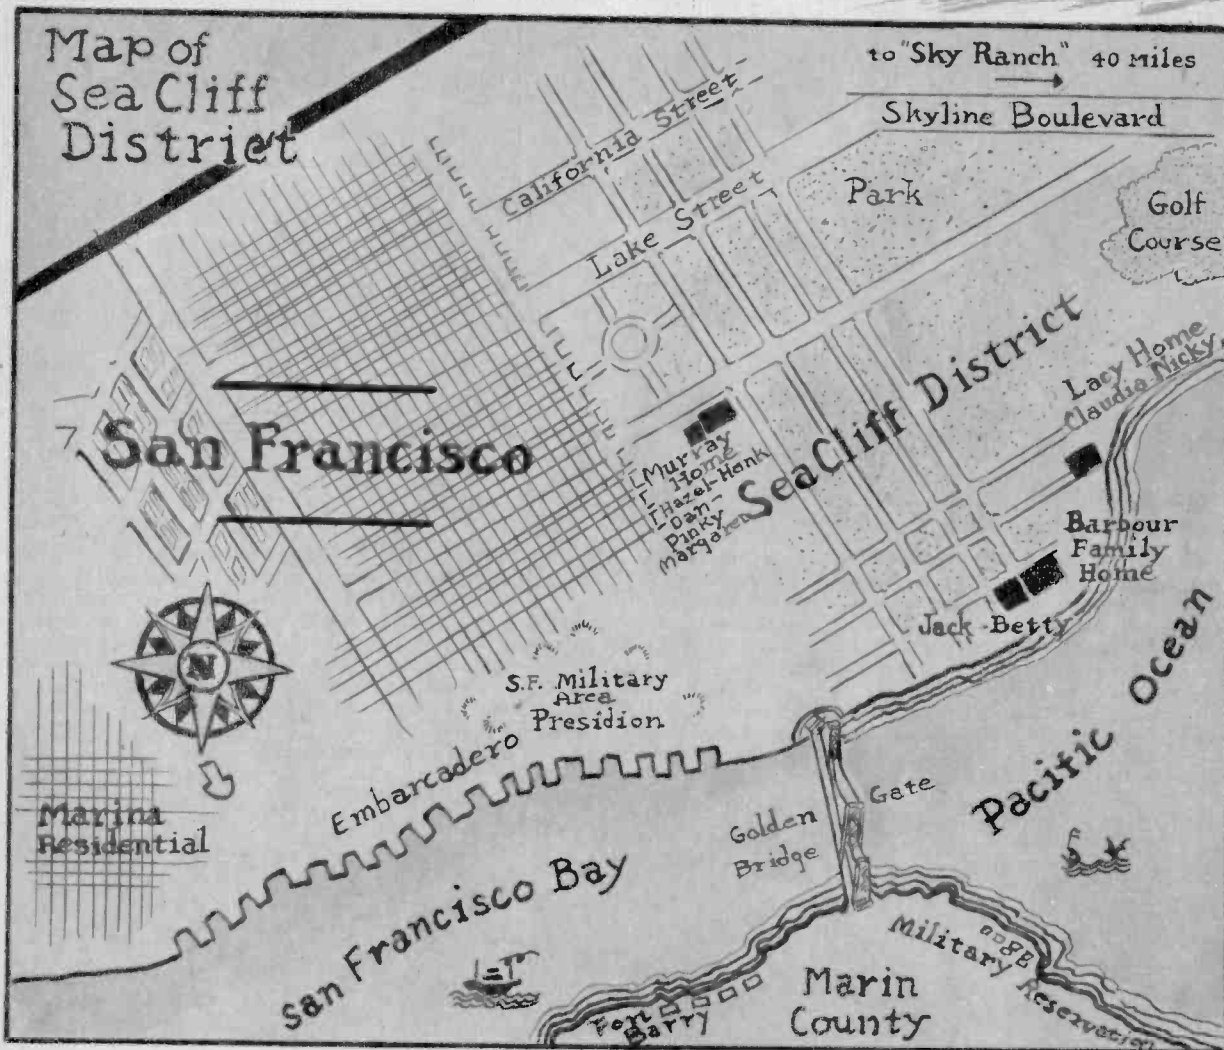 Map of
Sea Cliff
District
to "Sky Ranch" 40 miles
Skyline Boulevard
California Street
Lake Street
Park
Golf
Course
San Francisco
SeaCliff District
Lacy Home
Claudia-Nicky
Murray
Home
Hazel-Hank
Dan-
Pinky
Margaret
Barbour
Family
Home
Jack-Betty
N
S.F. Military
Area
Presidion
Embarcadero
Marina
Residential
San Francisco Bay
Golden Gate
Bridge
Pacific Ocean
Military
Reservation
Marin
County
Fort
Barry